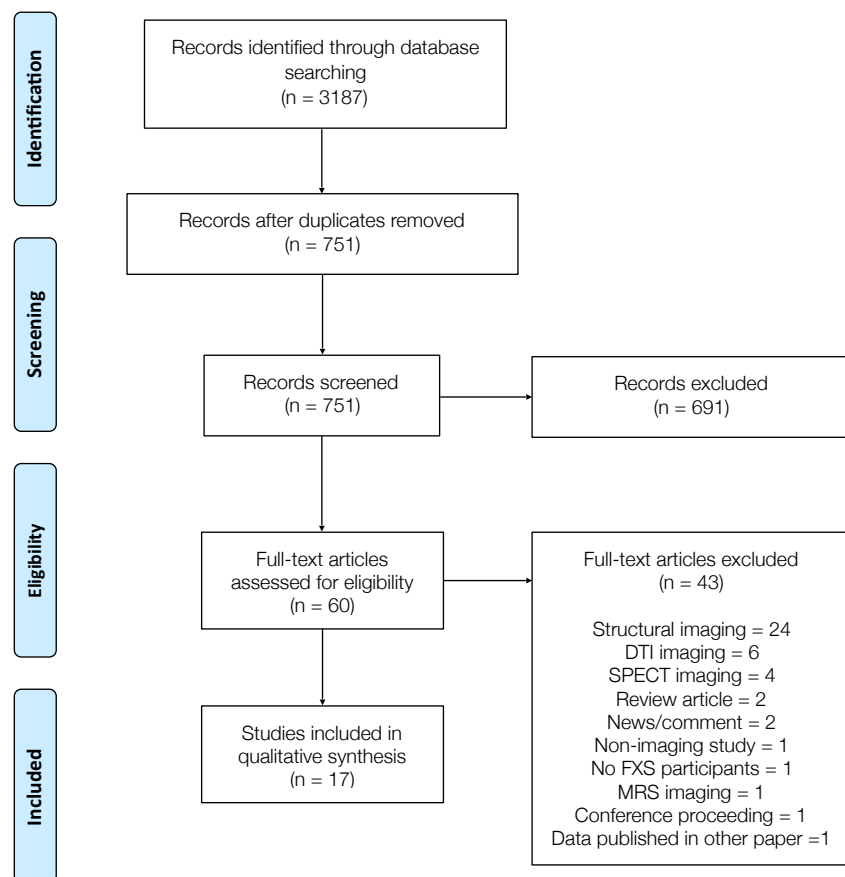 Identification
Records identified through database
searching
(n = 3187)
Records after duplicates removed
(n = 751)
Screening
Records screened
(n = 751)
Records excluded
(n = 691)
Eligibility
Full-text articles
assessed for eligibility
(n = 60)
Full-text articles excluded
(n = 43)
Structural imaging = 24
DTI imaging = 6
SPECT imaging = 4
Review article = 2
News/comment = 2
Non-imaging study = 1
No FXS participants = 1
MRS imaging = 1
Conference proceeding = 1
Data published in other paper =1
Included
Studies included in
qualitative synthesis
(n = 17)